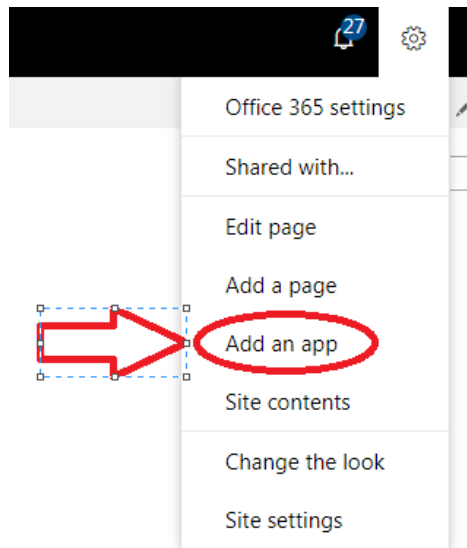 27
Office 365 settings
Shared with...
Edit page
Add a page
Add an app
Site contents
Change the look
Site settings